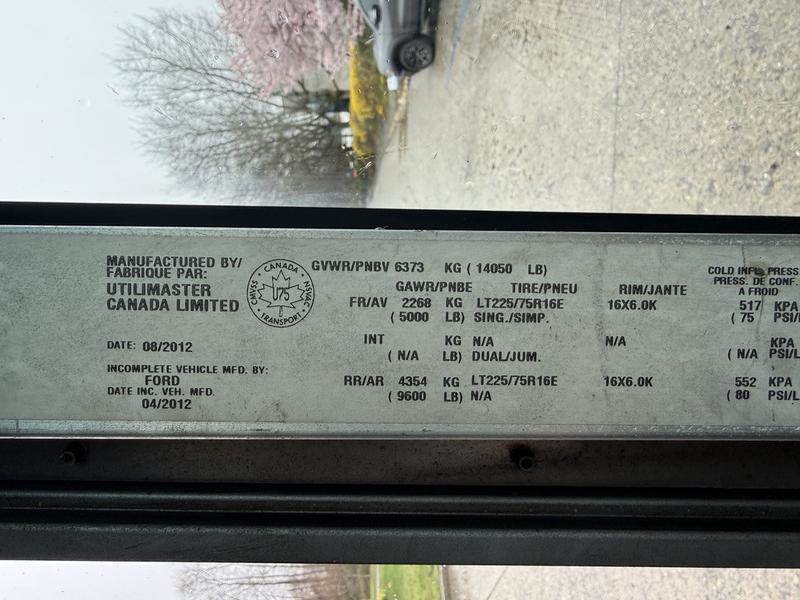 MANUFACTURED BY/
FABRIQUE PAR:
UTILIMASTER
CANADA LIMITED
DATE: 08/2012
INCOMPLETE VEHICLE MFD. BY:
FORD
DATE INC. VEH. MFD.
04/2012
CANADA
CMVSS U75 NSVAC
TRANSPORT
GVWR/PNBV 6373 KG ( 14050 LB)
GAWR/PNBE TIRE/PNEU RIM/JANTE COLD INFL. PRESS
PRESS. DE CONF.
A FROID
FR/AV 2268 KG LT225/75R16E 16X6.0K 517 KPA
( 5000 LB) SING./SIMP. ( 75 PSI/L
INT KG N/A N/A KPA
( N/A LB) DUAL/JUM. ( N/A PSI/L
RR/AR 4354 KG LT225/75R16E 16X6.0K 552 KPA
( 9600 LB) N/A ( 80 PSI/L